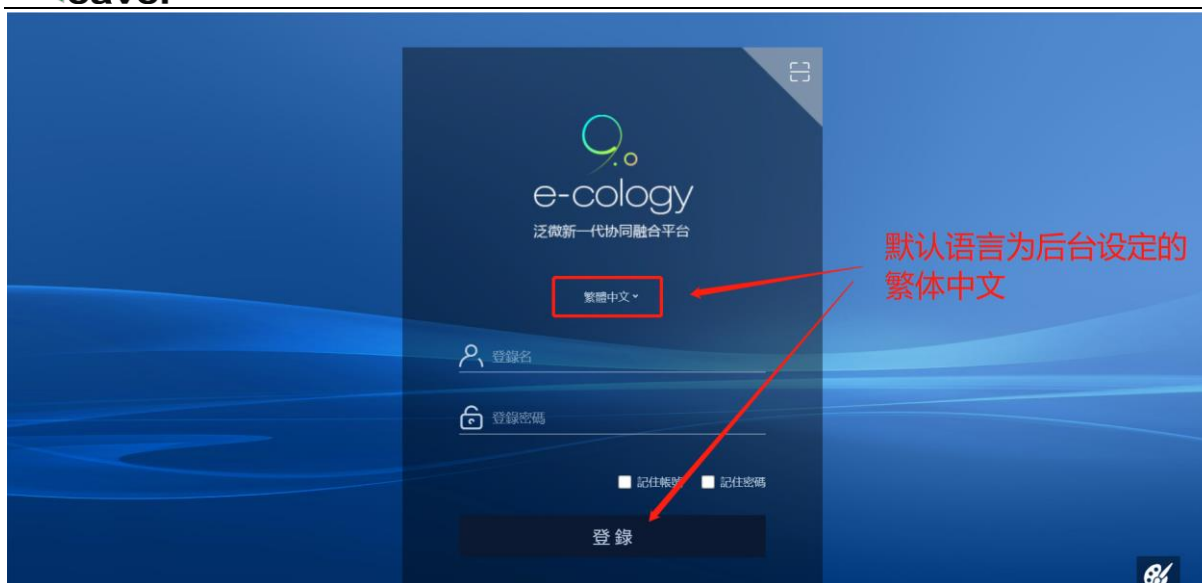 9.0
e-cology
泛微新一代协同融合平台
繁體中文
登錄名
登錄密碼
記住帳號 記住密碼
登錄
默认语言为后台设定的
繁体中文